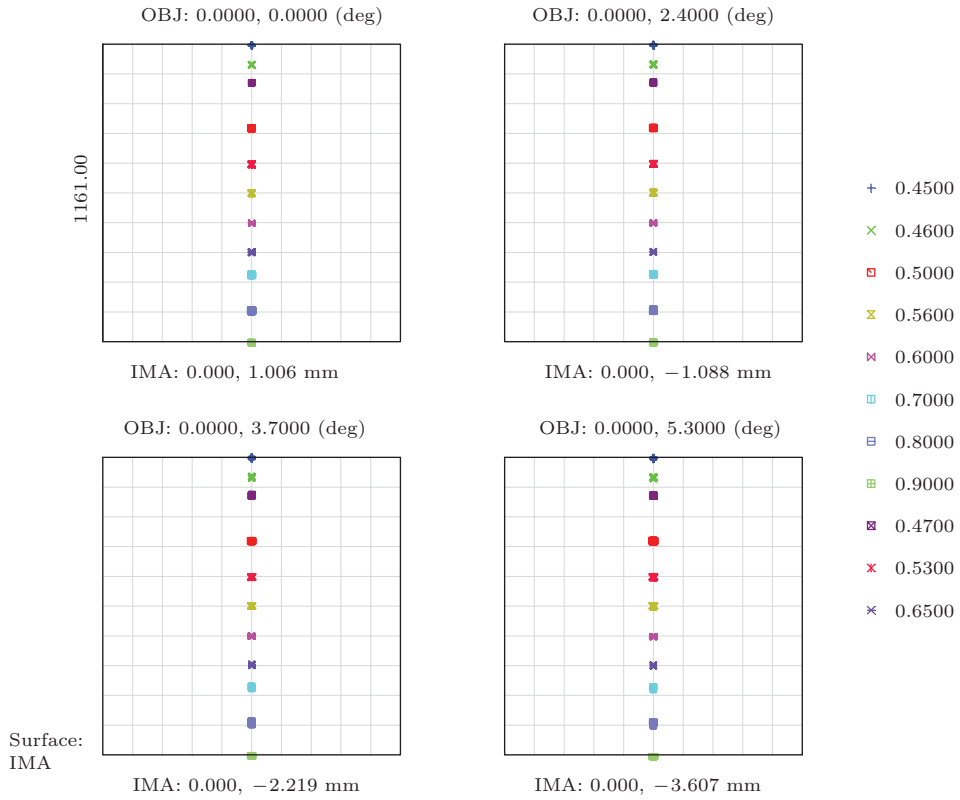 OBJ: 0.0000, 0.0000 (deg)
OBJ: 0.0000, 2.4000 (deg)
1161.00
IMA: 0.000, 1.006 mm
IMA: 0.000, −1.088 mm
OBJ: 0.0000, 3.7000 (deg)
OBJ: 0.0000, 5.3000 (deg)
Surface:
IMA
IMA: 0.000, −2.219 mm
IMA: 0.000, −3.607 mm
0.4500
0.4600
0.5000
0.5600
0.6000
0.7000
0.8000
0.9000
0.4700
0.5300
0.6500